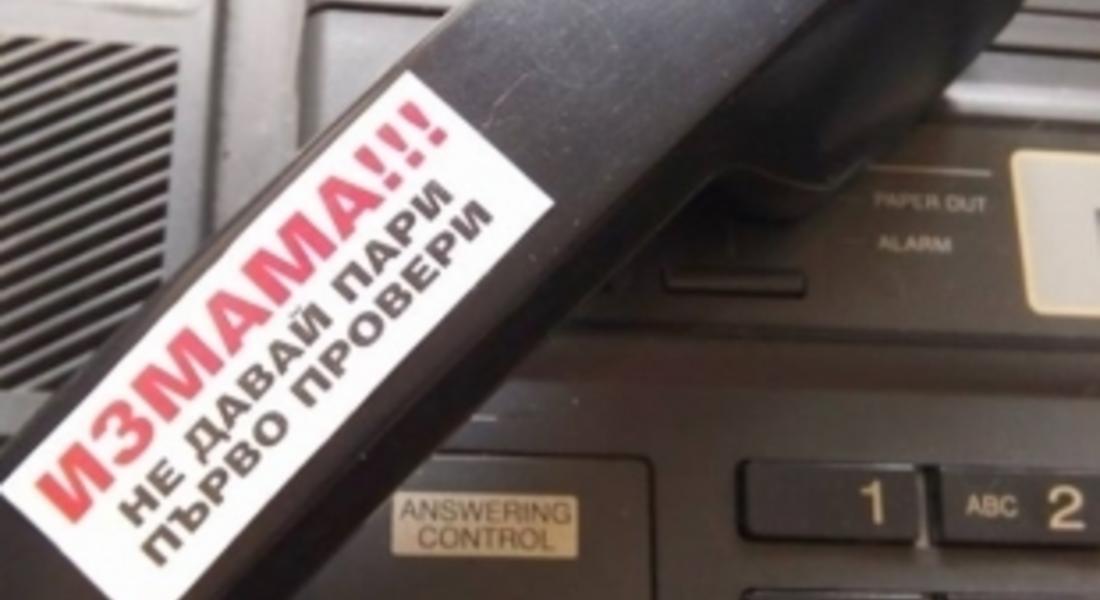 ИЗМАМА!!!
НЕ ДАВАЙ ПАРИ
ПЪРВО ПРОВЕРИ
PAPER OUT
ALARM
ANSWERING
CONTROL
1
ABC 2